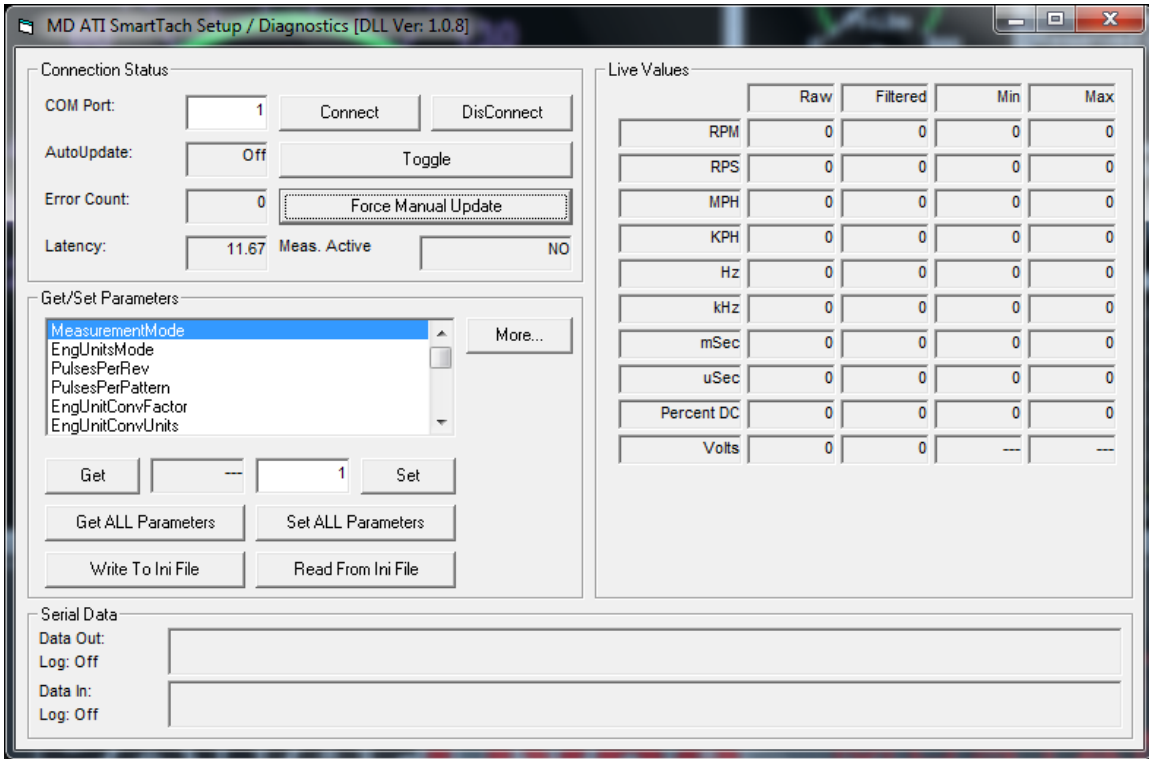 MD ATI SmartTach Setup / Diagnostics [DLL Ver: 1.0.8]
Connection Status
COM Port: 1 Connect DisConnect
AutoUpdate: Off Toggle
Error Count: 0 Force Manual Update
Latency: 11.67 Meas. Active NO
Get/Set Parameters
MeasurementMode
EngUnitsMode
PulsesPerRev
PulsesPerPattern
EngUnitConvFactor
EngUnitConvUnits
More...
Get --- 1 Set
Get ALL Parameters Set ALL Parameters
Write To Ini File Read From Ini File
Live Values
Raw Filtered Min Max
RPM 0 0 0 0
RPS 0 0 0 0
MPH 0 0 0 0
KPH 0 0 0 0
Hz 0 0 0 0
kHz 0 0 0 0
mSec 0 0 0 0
uSec 0 0 0 0
Percent DC 0 0 0 0
Volts 0 0 --- ---
Serial Data
Data Out:
Log: Off
Data In:
Log: Off